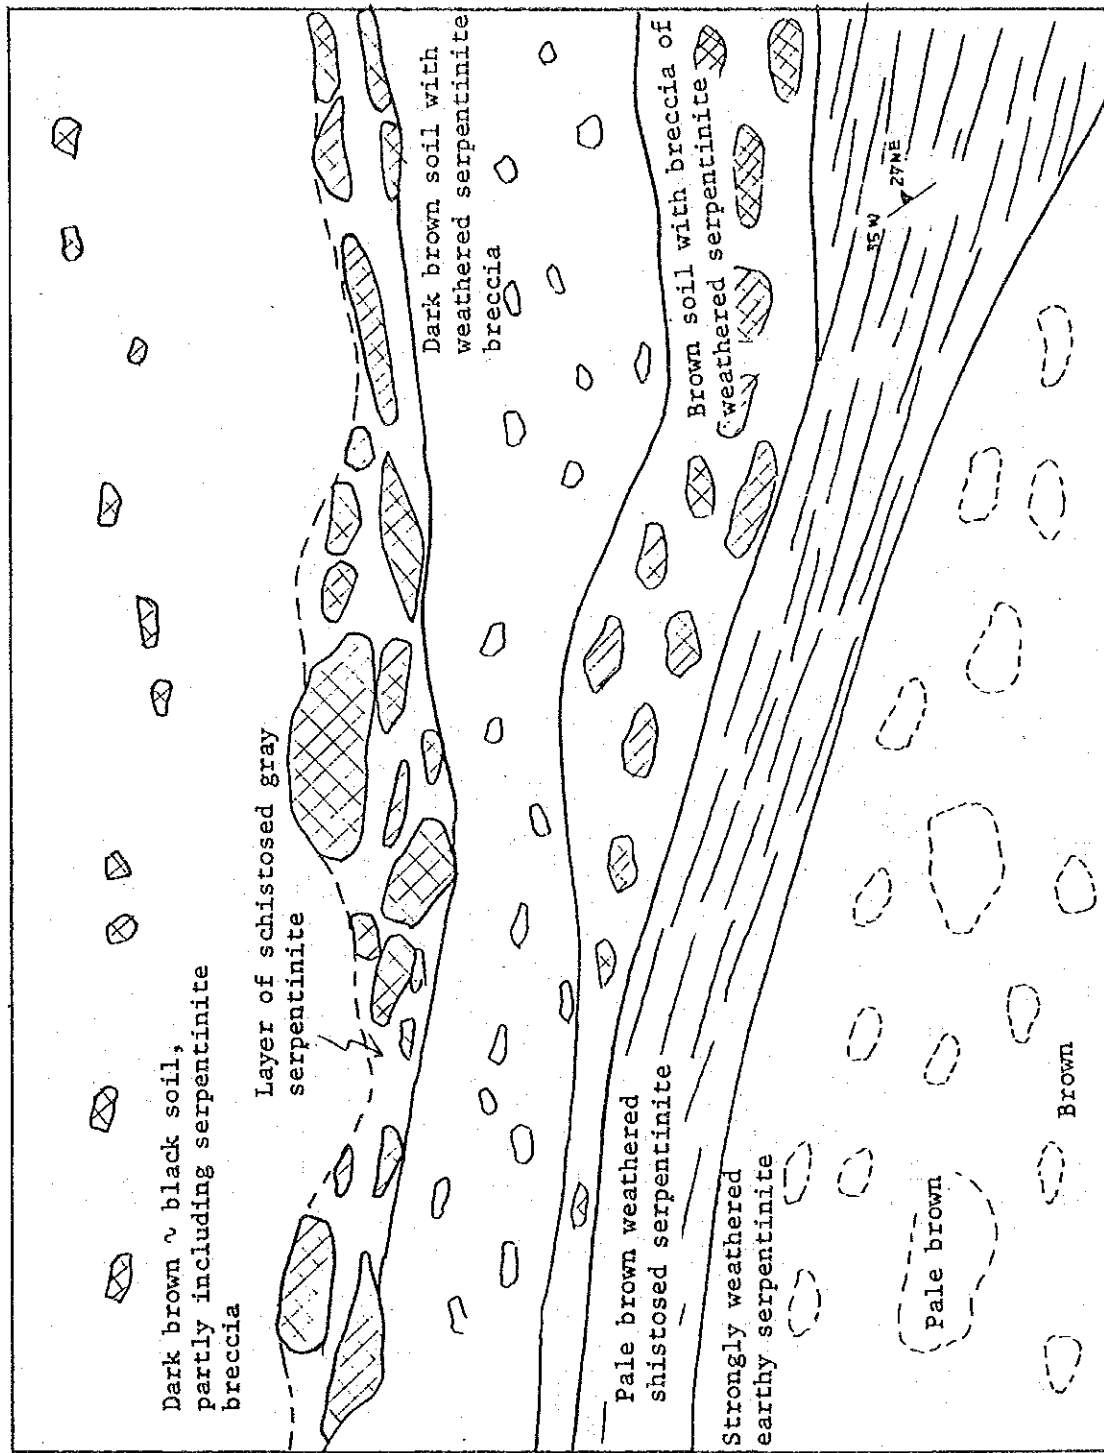 Dark brown ~ black soil,
partly including serpentinite
breccia
Layer of schistosed gray
serpentinite
Dark brown soil with
weathered serpentinite
breccia
Brown soil with breccia of
weathered serpentinite
Pale brown weathered
shistosed serpentinite
Strongly weathered
earthy serpentinite
35W
27NE
Pale brown
Brown